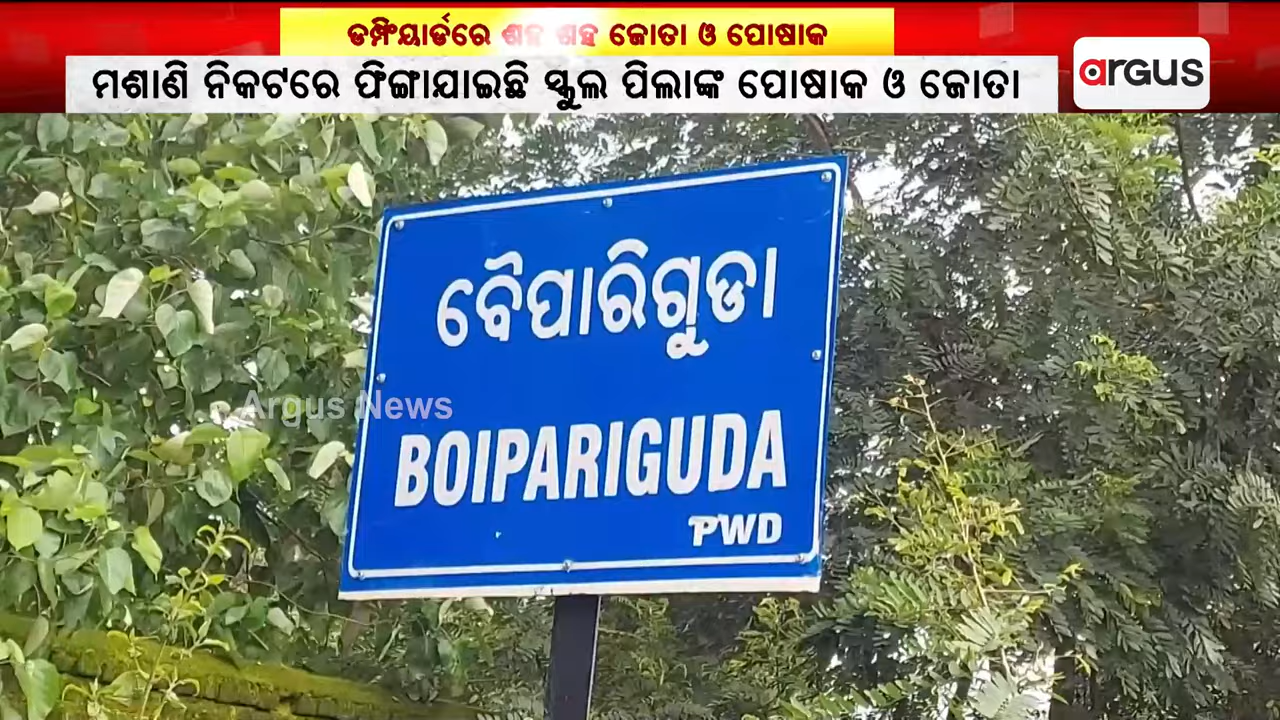 ଡମ୍ପିୟାର୍ଡରେ ଶହ ଶହ ଜୋତା ଓ ପୋଷାକ
ମଶାଣି ନିକଟରେ ଫିଙ୍ଗାଯାଇଛି ସ୍କୁଲ ପିଲାଙ୍କ ପୋଷାକ ଓ ଜୋତା
argus
ବୈପାରିଗୁଡା
Argus News
BOIPARIGUDA
PWD